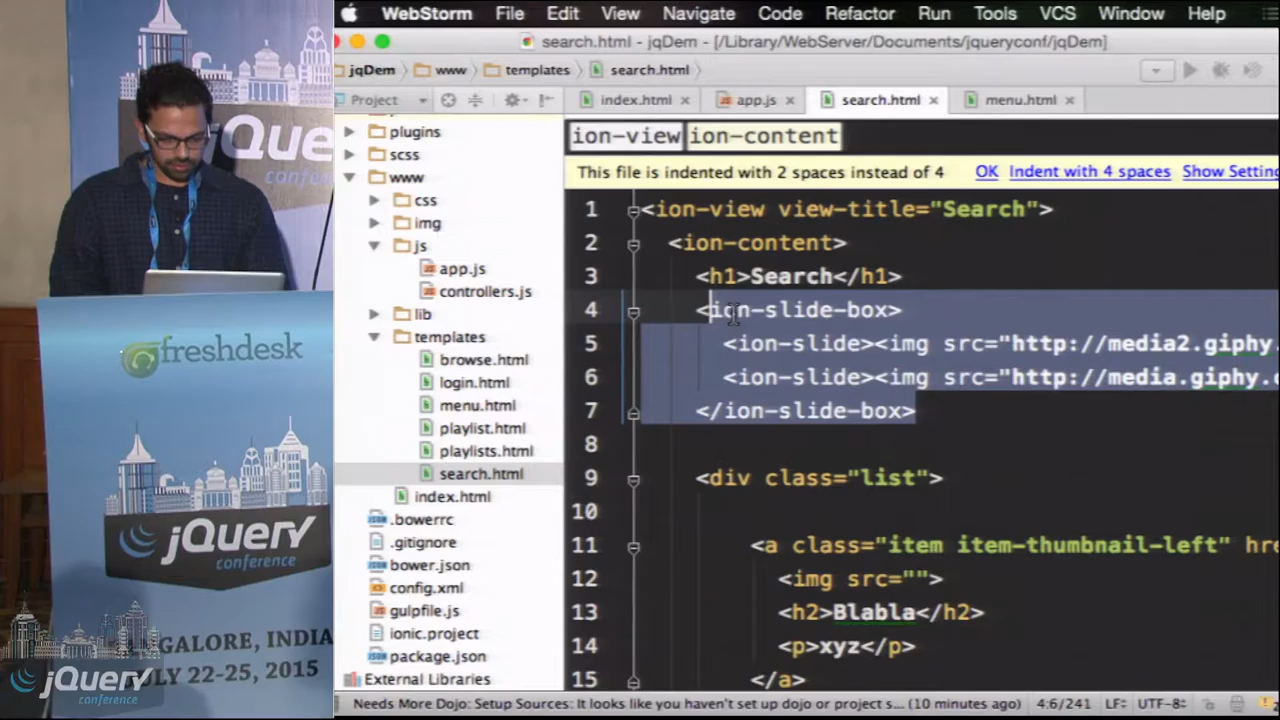 WebStorm File Edit View Navigate Code Refactor Run Tools VCS Window Help
search.html - jqDem - [/Library/WebServer/Documents/jqueryconf/jqDem]
jqDem www templates search.html
Project index.html app.js search.html menu.html
ion-view ion-content
This file is indented with 2 spaces instead of 4 OK Indent with 4 spaces Show Settin
plugins
scss
www
css
img
js
app.js
controllers.js
lib
templates
browse.html
login.html
menu.html
playlist.html
playlists.html
search.html
index.html
.bowerrc
.gitignore
bower.json
config.xml
gulpfile.js
ionic.project
package.json
External Libraries
1 <ion-view view-title="Search">
2 <ion-content>
3 <h1>Search</h1>
4 <ion-slide-box>
5 <ion-slide><img src="http://media2.giphy.
6 <ion-slide><img src="http://media.giphy.
7 </ion-slide-box>
8
9 <div class="list">
10
11 <a class="item item-thumbnail-left" hr
12 <img src="">
13 <h2>Blabla</h2>
14 <p>xyz</p>
15 </a>
Needs More Dojo: Setup Sources: It looks like you haven't set up dojo or project s... (10 minutes ago) 4:6/241 LF UTF-8
jQue
confe
freshdesk
jQuery
conference
GALORE, INDIA
JULY 22-25, 2015
jQuery
conference